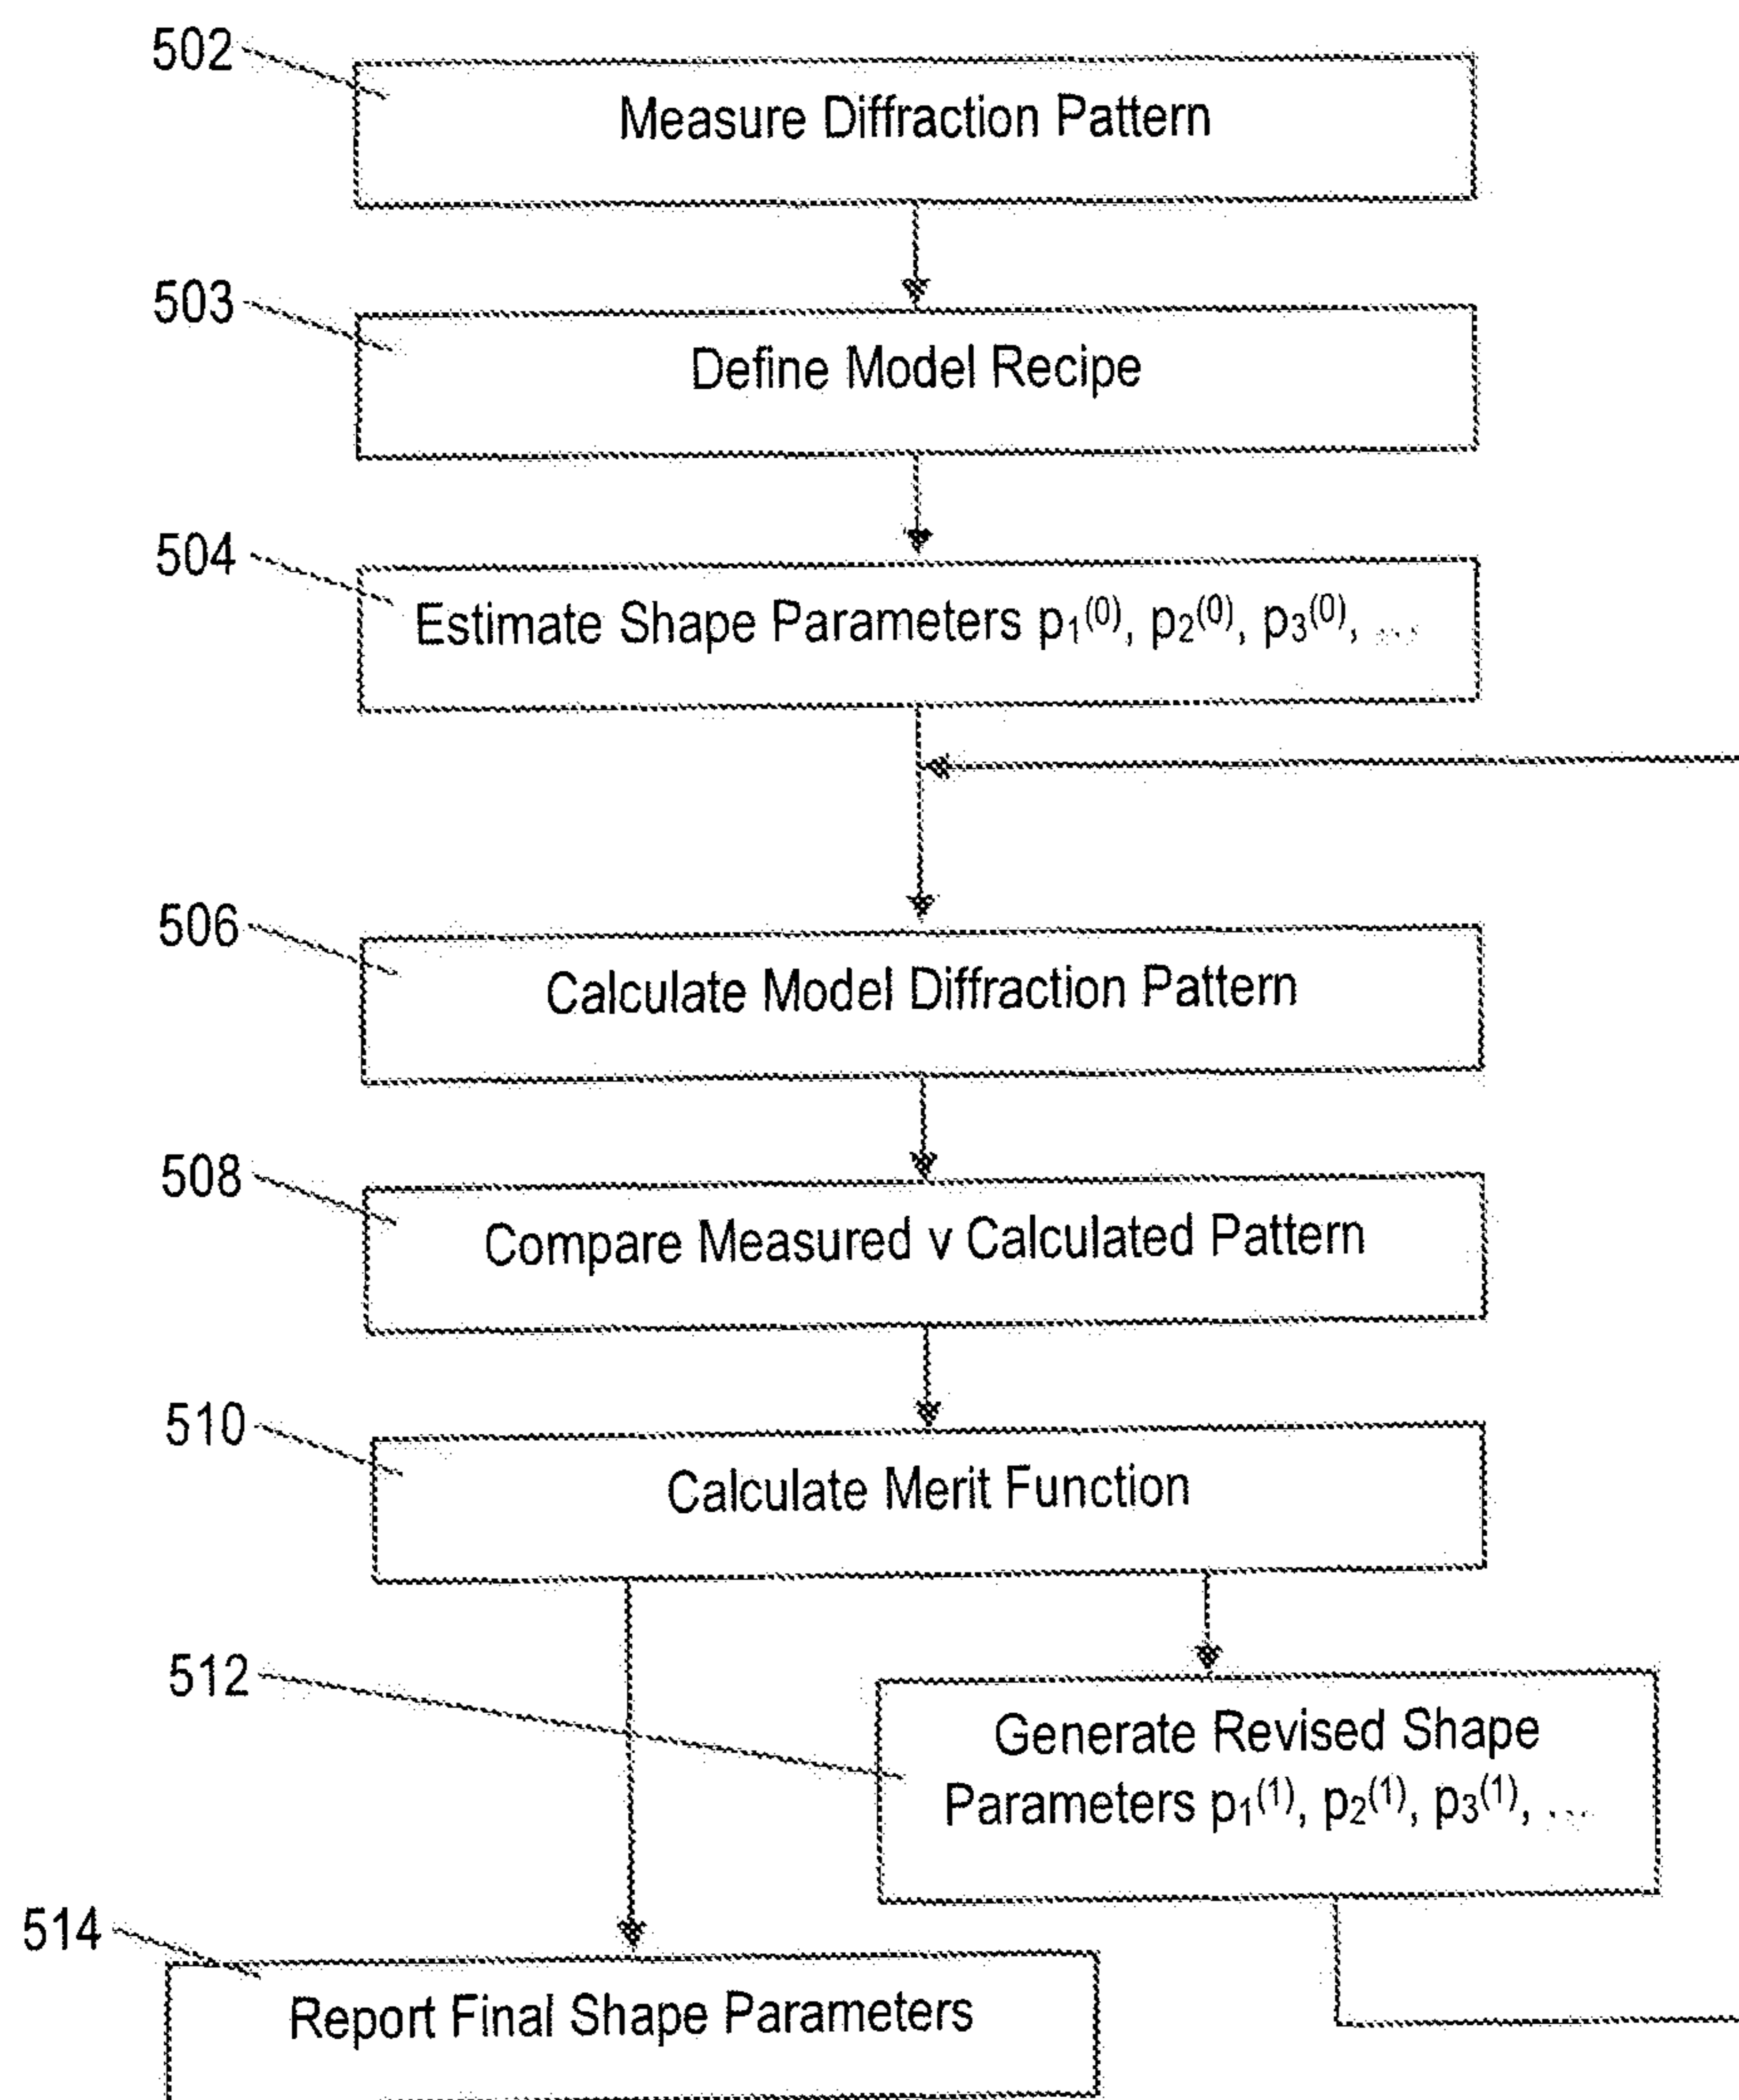 502
Measure Diffraction Pattern
503
Define Model Recipe
504
Estimate Shape Parameters p₁⁽⁰⁾, p₂⁽⁰⁾, p₃⁽⁰⁾, ...
506
Calculate Model Diffraction Pattern
508
Compare Measured v Calculated Pattern
510
Calculate Merit Function
512
Generate Revised Shape
Parameters p₁⁽¹⁾, p₂⁽¹⁾, p₃⁽¹⁾, ...
514
Report Final Shape Parameters